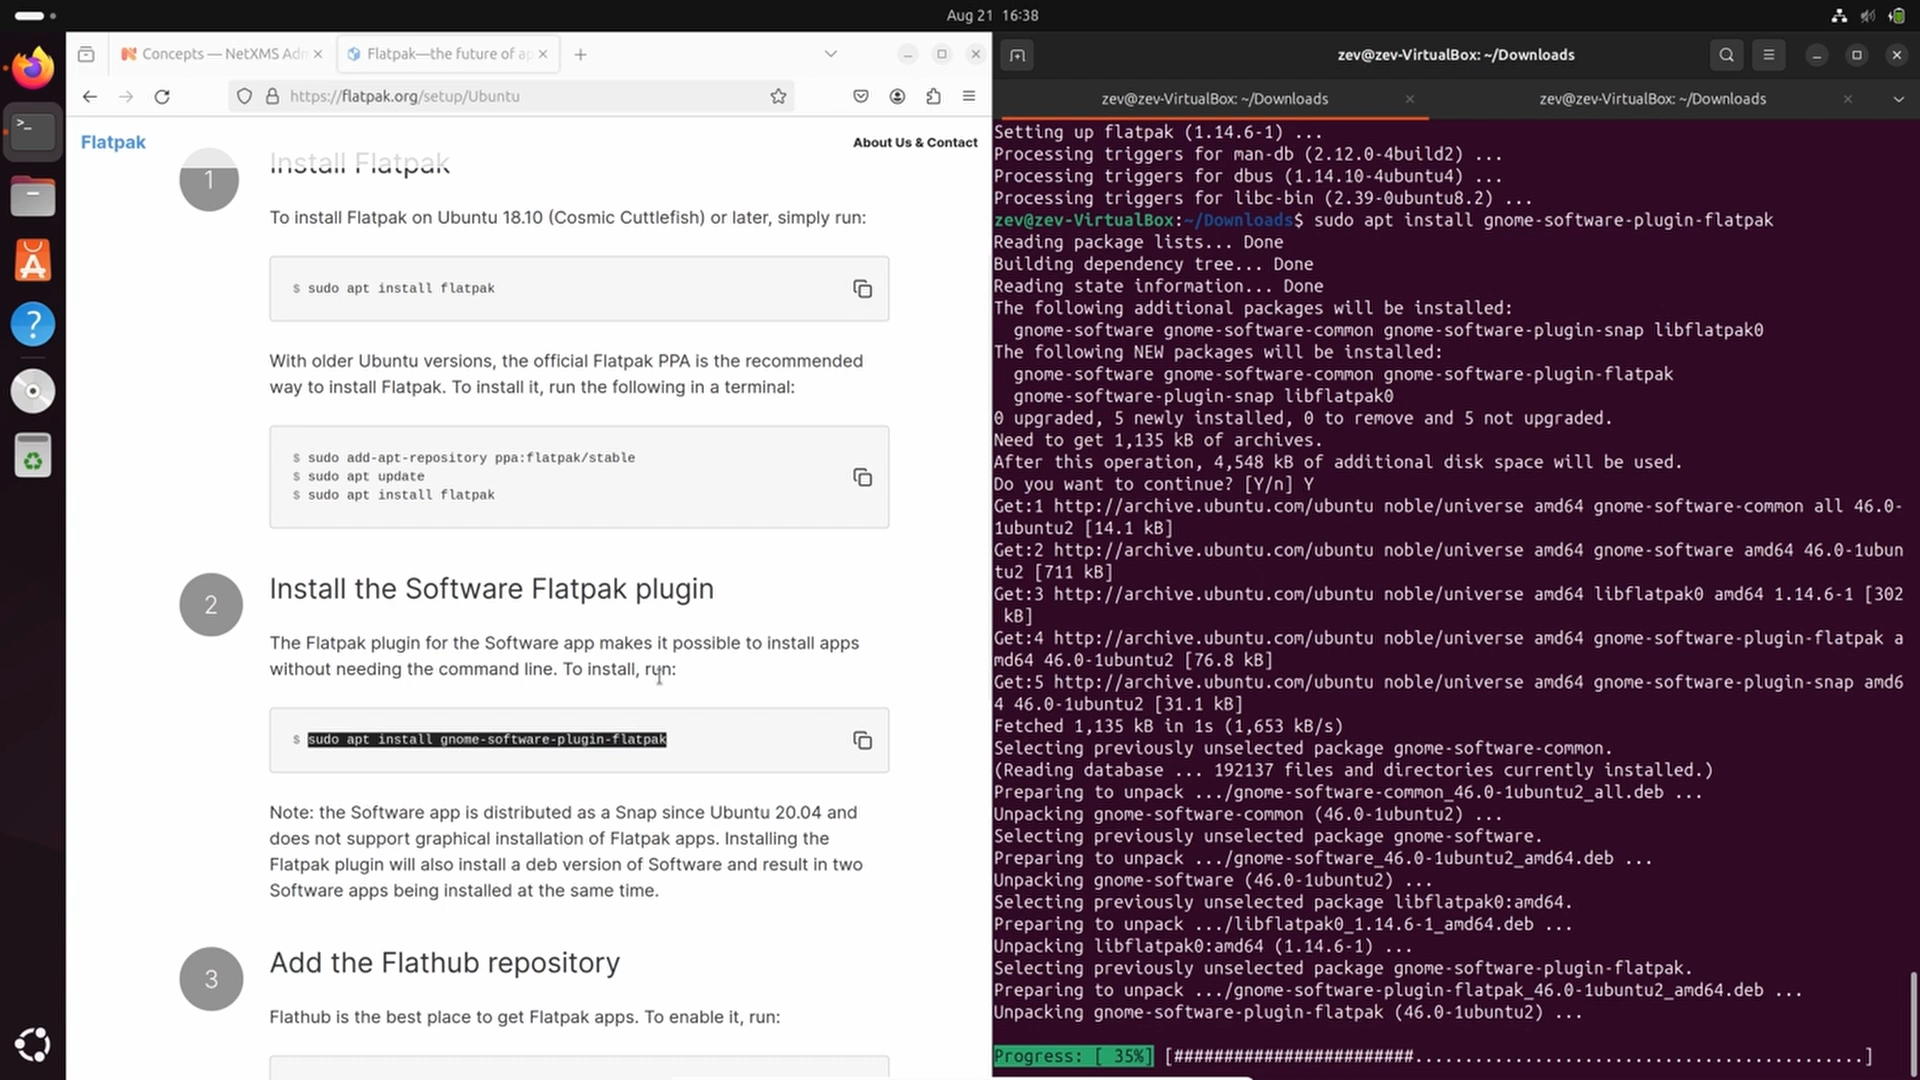 Aug 21 16:38
Concepts — NetXMS Adm
Flatpak—the future of ap
https://flatpak.org/setup/Ubuntu
Flatpak
About Us & Contact
1
Install Flatpak
To install Flatpak on Ubuntu 18.10 (Cosmic Cuttlefish) or later, simply run:
$ sudo apt install flatpak
With older Ubuntu versions, the official Flatpak PPA is the recommended
way to install Flatpak. To install it, run the following in a terminal:
$ sudo add-apt-repository ppa:flatpak/stable
$ sudo apt update
$ sudo apt install flatpak
2
Install the Software Flatpak plugin
The Flatpak plugin for the Software app makes it possible to install apps
without needing the command line. To install, run:
$ sudo apt install gnome-software-plugin-flatpak
Note: the Software app is distributed as a Snap since Ubuntu 20.04 and
does not support graphical installation of Flatpak apps. Installing the
Flatpak plugin will also install a deb version of Software and result in two
Software apps being installed at the same time.
3
Add the Flathub repository
Flathub is the best place to get Flatpak apps. To enable it, run:
zev@zev-VirtualBox: ~/Downloads
zev@zev-VirtualBox: ~/Downloads
zev@zev-VirtualBox: ~/Downloads
Setting up flatpak (1.14.6-1) ...
Processing triggers for man-db (2.12.0-4build2) ...
Processing triggers for dbus (1.14.10-4ubuntu4) ...
Processing triggers for libc-bin (2.39-0ubuntu8.2) ...
zev@zev-VirtualBox:~/Downloads$ sudo apt install gnome-software-plugin-flatpak
Reading package lists... Done
Building dependency tree... Done
Reading state information... Done
The following additional packages will be installed:
gnome-software gnome-software-common gnome-software-plugin-snap libflatpak0
The following NEW packages will be installed:
gnome-software gnome-software-common gnome-software-plugin-flatpak
gnome-software-plugin-snap libflatpak0
0 upgraded, 5 newly installed, 0 to remove and 5 not upgraded.
Need to get 1,135 kB of archives.
After this operation, 4,548 kB of additional disk space will be used.
Do you want to continue? [Y/n] Y
Get:1 http://archive.ubuntu.com/ubuntu noble/universe amd64 gnome-software-common all 46.0-
1ubuntu2 [14.1 kB]
Get:2 http://archive.ubuntu.com/ubuntu noble/universe amd64 gnome-software amd64 46.0-1ubun
tu2 [711 kB]
Get:3 http://archive.ubuntu.com/ubuntu noble/universe amd64 libflatpak0 amd64 1.14.6-1 [302
kB]
Get:4 http://archive.ubuntu.com/ubuntu noble/universe amd64 gnome-software-plugin-flatpak a
md64 46.0-1ubuntu2 [76.8 kB]
Get:5 http://archive.ubuntu.com/ubuntu noble/universe amd64 gnome-software-plugin-snap amd6
4 46.0-1ubuntu2 [31.1 kB]
Fetched 1,135 kB in 1s (1,653 kB/s)
Selecting previously unselected package gnome-software-common.
(Reading database ... 192137 files and directories currently installed.)
Preparing to unpack .../gnome-software-common_46.0-1ubuntu2_all.deb ...
Unpacking gnome-software-common (46.0-1ubuntu2) ...
Selecting previously unselected package gnome-software.
Preparing to unpack .../gnome-software_46.0-1ubuntu2_amd64.deb ...
Unpacking gnome-software (46.0-1ubuntu2) ...
Selecting previously unselected package libflatpak0:amd64.
Preparing to unpack .../libflatpak0_1.14.6-1_amd64.deb ...
Unpacking libflatpak0:amd64 (1.14.6-1) ...
Selecting previously unselected package gnome-software-plugin-flatpak.
Preparing to unpack .../gnome-software-plugin-flatpak_46.0-1ubuntu2_amd64.deb ...
Unpacking gnome-software-plugin-flatpak (46.0-1ubuntu2) ...
Progress: [ 35%] [########################.............................................]